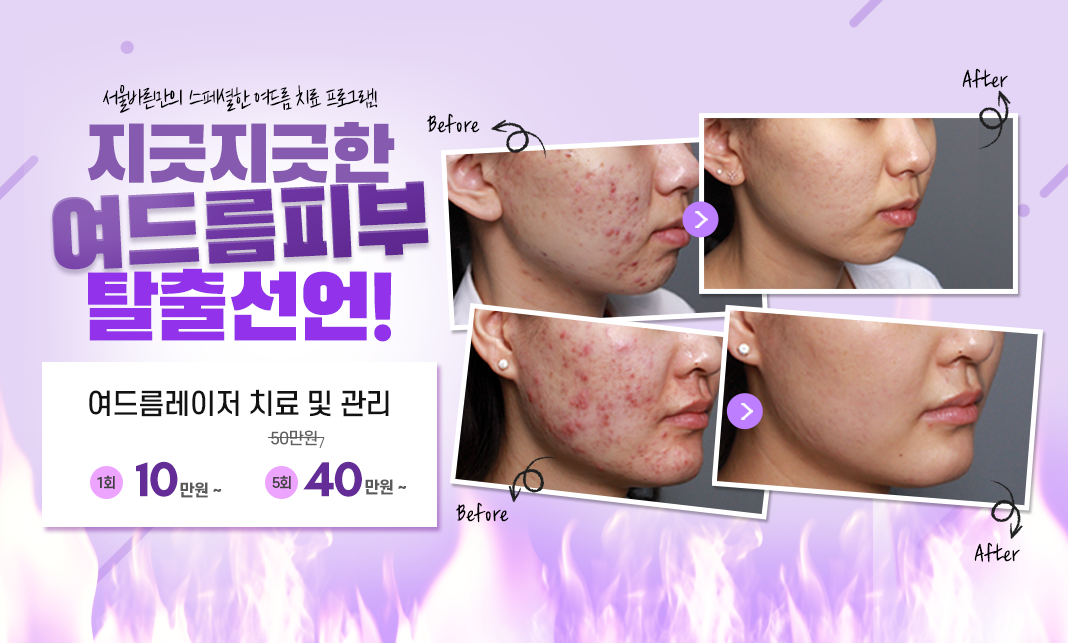 서울바른만의 스페셜한 여드름 치료 프로그램!
지긋지긋한
여드름피부
탈출선언!
여드름레이저 치료 및 관리
50만원
1회 10만원 ~
5회 40만원 ~
Before
After
Before
After